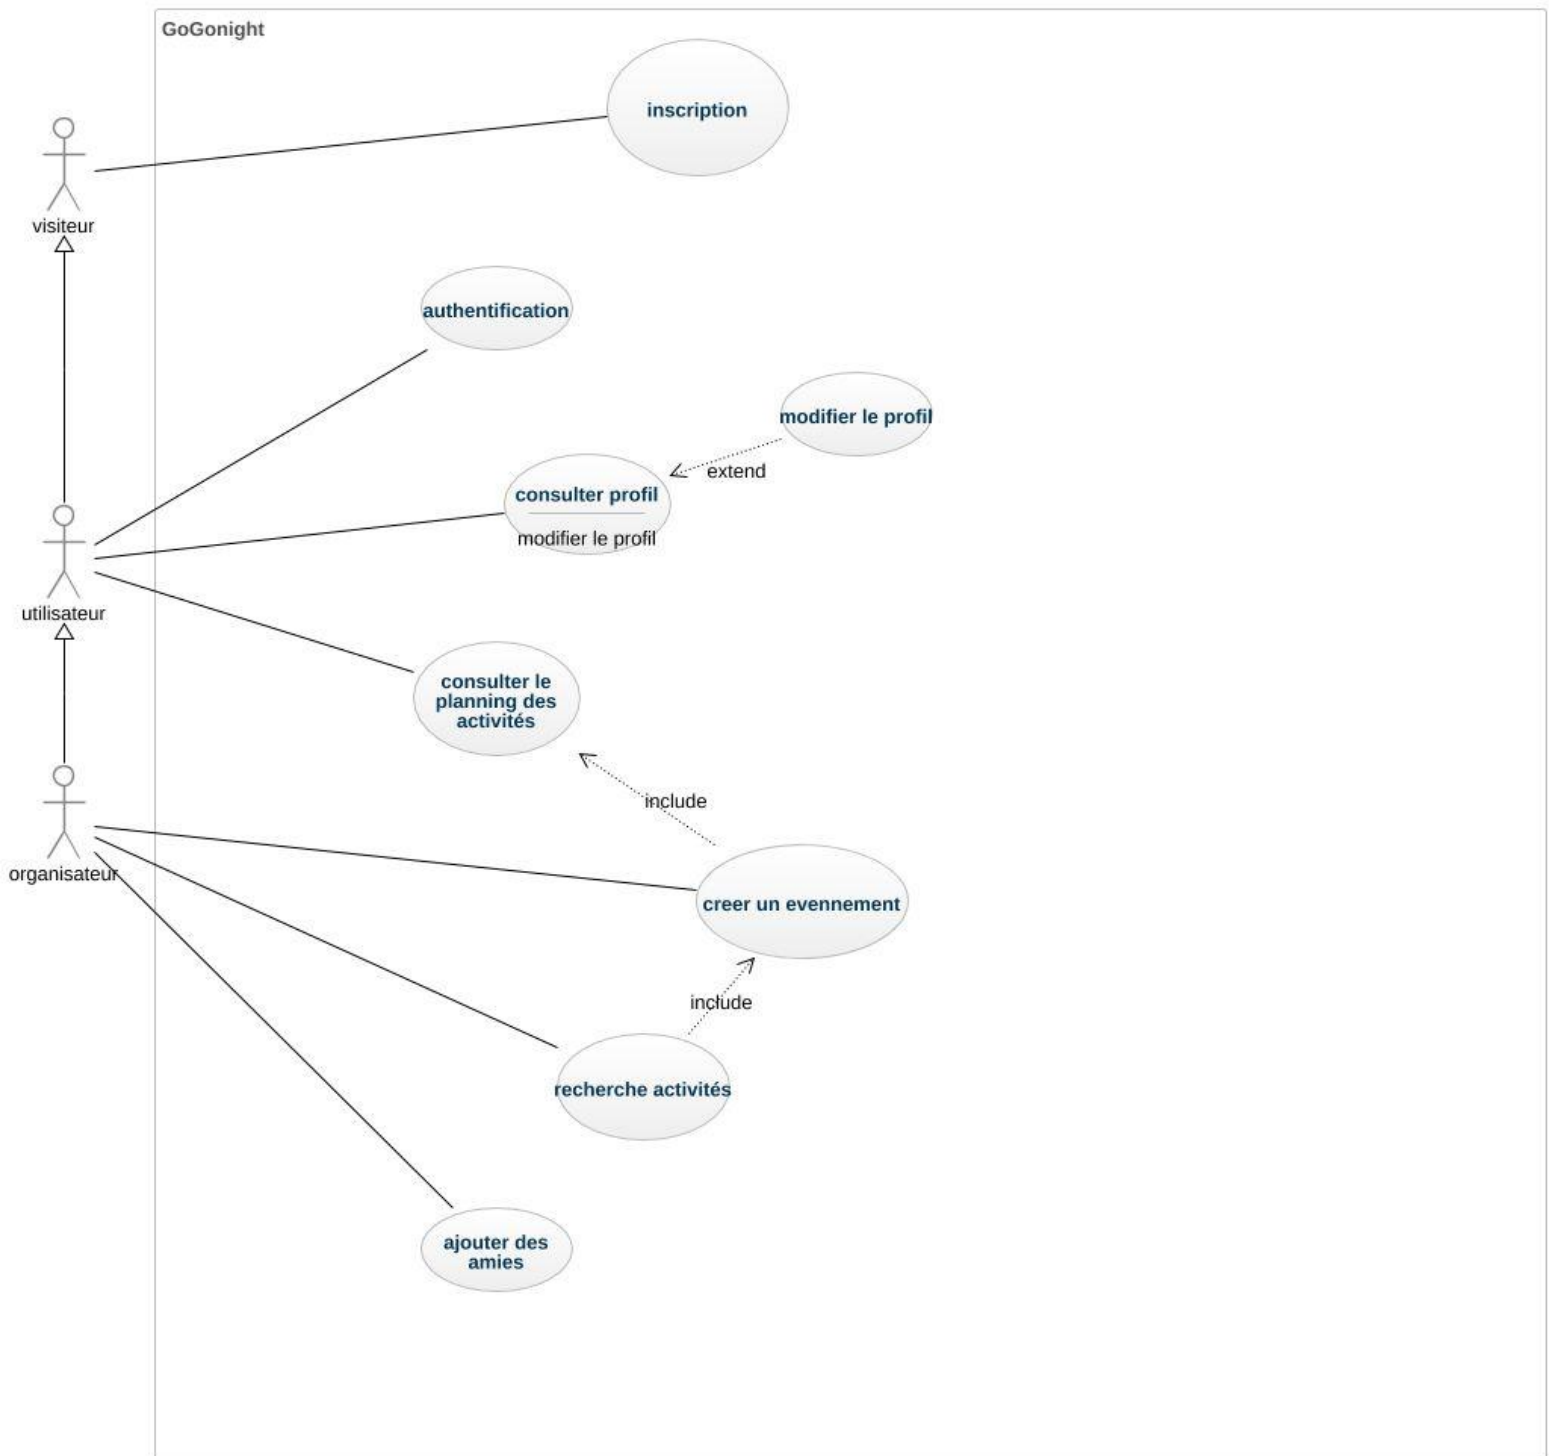 GoGonight
inscription
visiteur
authentification
modifier le profil
extend
consulter profil
modifier le profil
utilisateur
consulter le
planning des
activités
include
organisateur
creer un evennement
include
recherche activités
ajouter des
amies